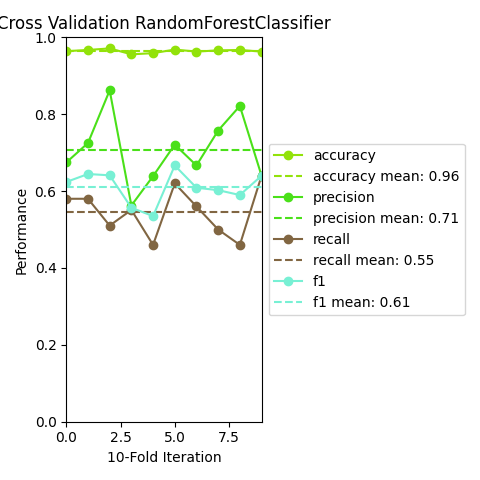 Cross Validation RandomForestClassifier
1.0
0.8
0.6
0.4
0.2
0.0
Performance
0.0 2.5 5.0 7.5
10-Fold Iteration
accuracy
accuracy mean: 0.96
precision
precision mean: 0.71
recall
recall mean: 0.55
f1
f1 mean: 0.61